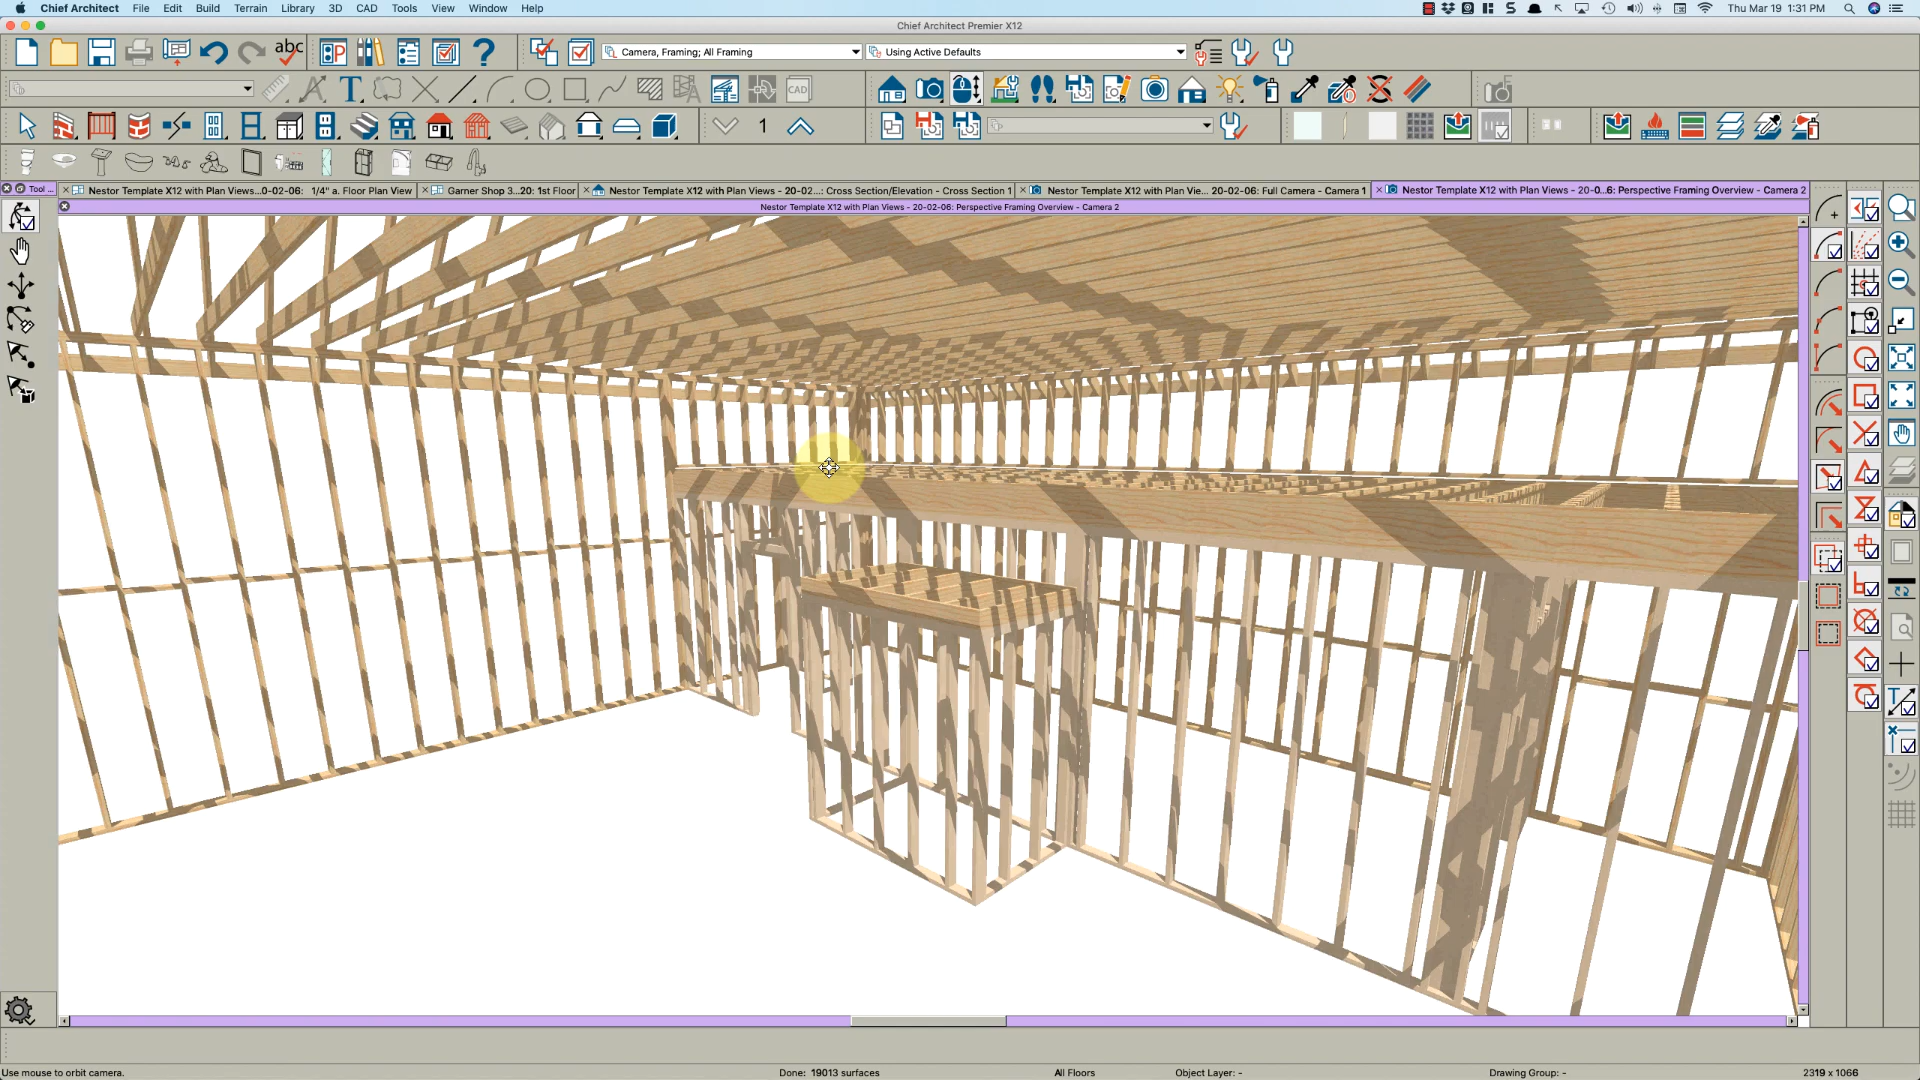 Chief Architect File Edit Build Terrain Library 3D CAD Tools View Window Help
Thu Mar 19 1:31 PM
Chief Architect Premier X12
abc
Camera, Framing; All Framing
Using Active Defaults
T
CAD
1
Tool ...
Nestor Template X12 with Plan Views...0-02-06: 1/4" a. Floor Plan View
Garner Shop 3...20: 1st Floor
Nestor Template X12 with Plan Views - 20-02...: Cross Section/Elevation - Cross Section 1
Nestor Template X12 with Plan Vie... 20-02-06: Full Camera - Camera 1
Nestor Template X12 with Plan Views - 20-0...6: Perspective Framing Overview - Camera 2
Nestor Template X12 with Plan Views - 20-02-06: Perspective Framing Overview - Camera 2
Use mouse to orbit camera.
Done: 19013 surfaces
All Floors
Object Layer: -
Drawing Group: -
2319 x 1066